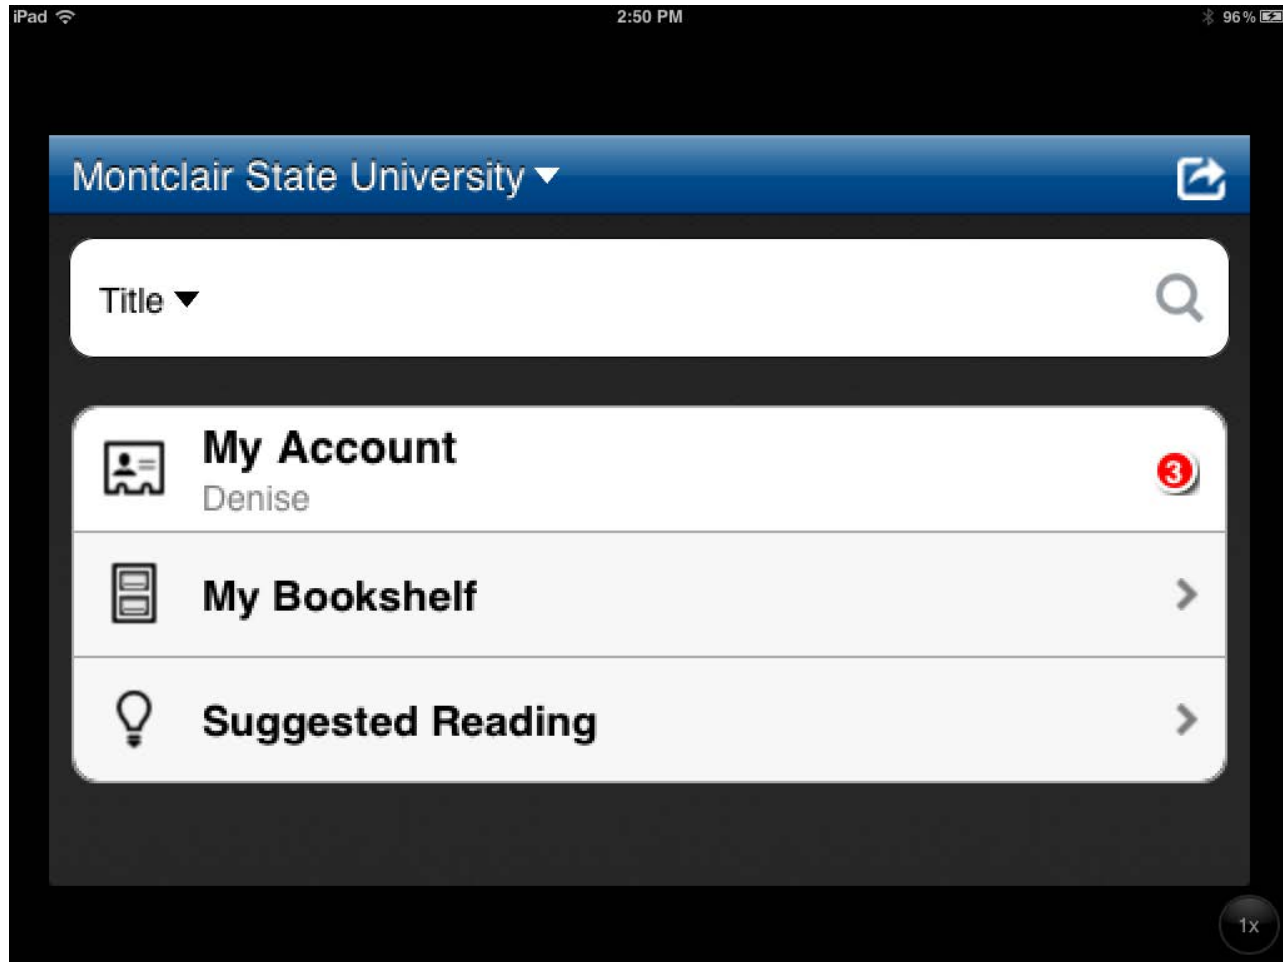 iPad 2:50 PM 96%
Montclair State University
Title
My Account
Denise
3
My Bookshelf
Suggested Reading
1x